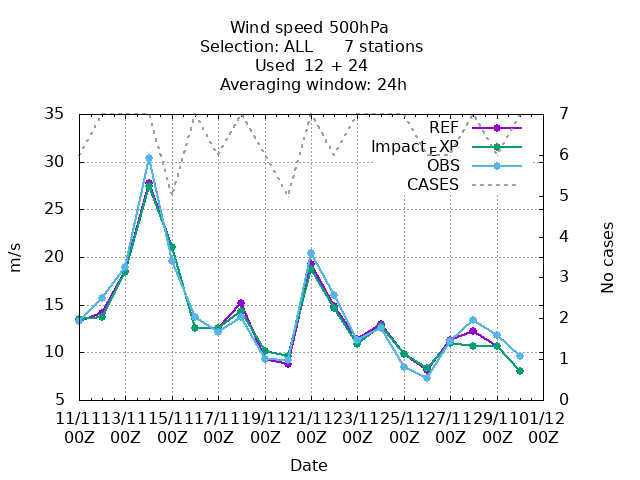 Wind speed 500hPa
Selection: ALL 7 stations
Used 12 + 24
Averaging window: 24h
35
30
25
20
15
10
5
m/s
7
6
5
4
3
2
1
0
No cases
REF
Impact_EXP
OBS
CASES
11/11 13/11 15/11 17/11 19/11 21/11 23/11 25/11 27/11 29/11 01/12
00Z 00Z 00Z 00Z 00Z 00Z 00Z 00Z 00Z 00Z 00Z
Date